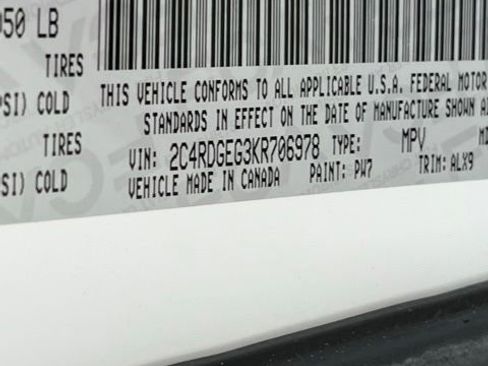 950 LB
TIRES
PSI) COLD
TIRES
SI) COLD
THIS VEHICLE CONFORMS TO ALL APPLICABLE U.S.A. FEDERAL MOTOR
STANDARDS IN EFFECT ON THE DATE OF MANUFACTURE SHOWN A
VIN: 2C4RDGEG3KR706978 TYPE: MPV
VEHICLE MADE IN CANADA PAINT: PW7 TRIM: ALX9